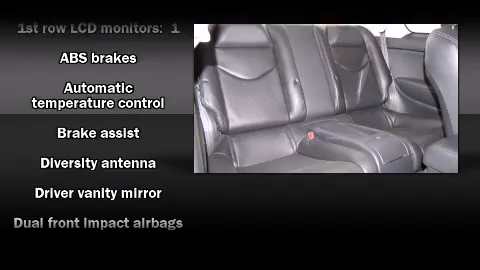 1st row LCD monitors: 1
ABS brakes
Automatic
temperature control
Brake assist
Diversity antenna
Driver vanity mirror
Dual front impact airbags